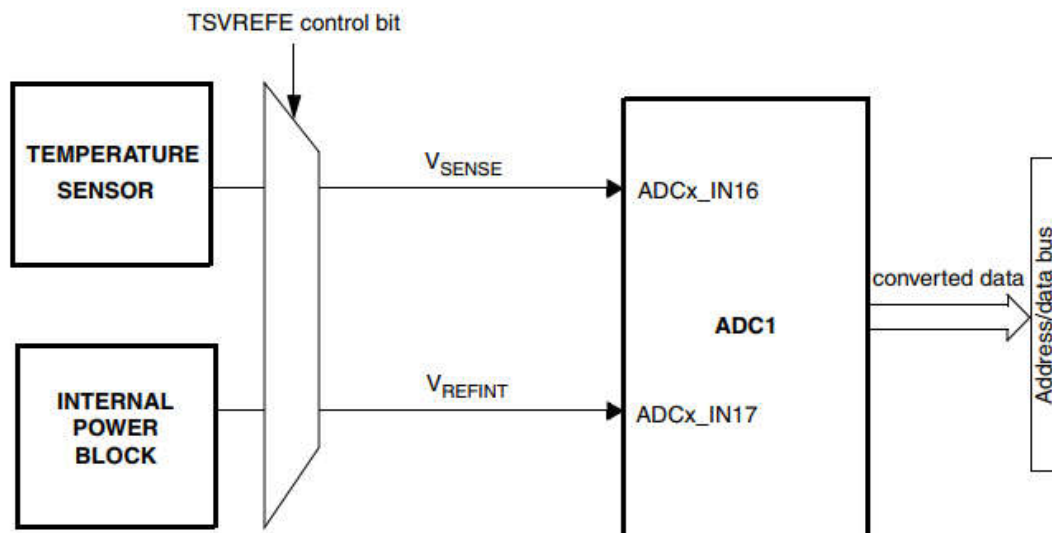 TSVREFE control bit
TEMPERATURE
SENSOR
VSENSE
ADCx_IN16
converted data
Address/data bus
ADC1
INTERNAL
POWER
BLOCK
VREFINT
ADCx_IN17